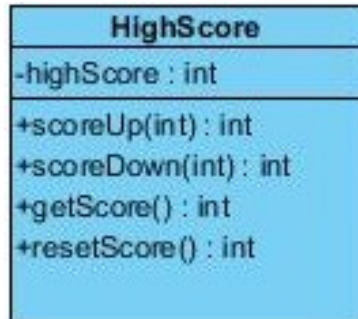 HighScore
-highScore : int
+scoreUp(int) : int
+scoreDown(int) : int
+getScore() : int
+resetScore() : int